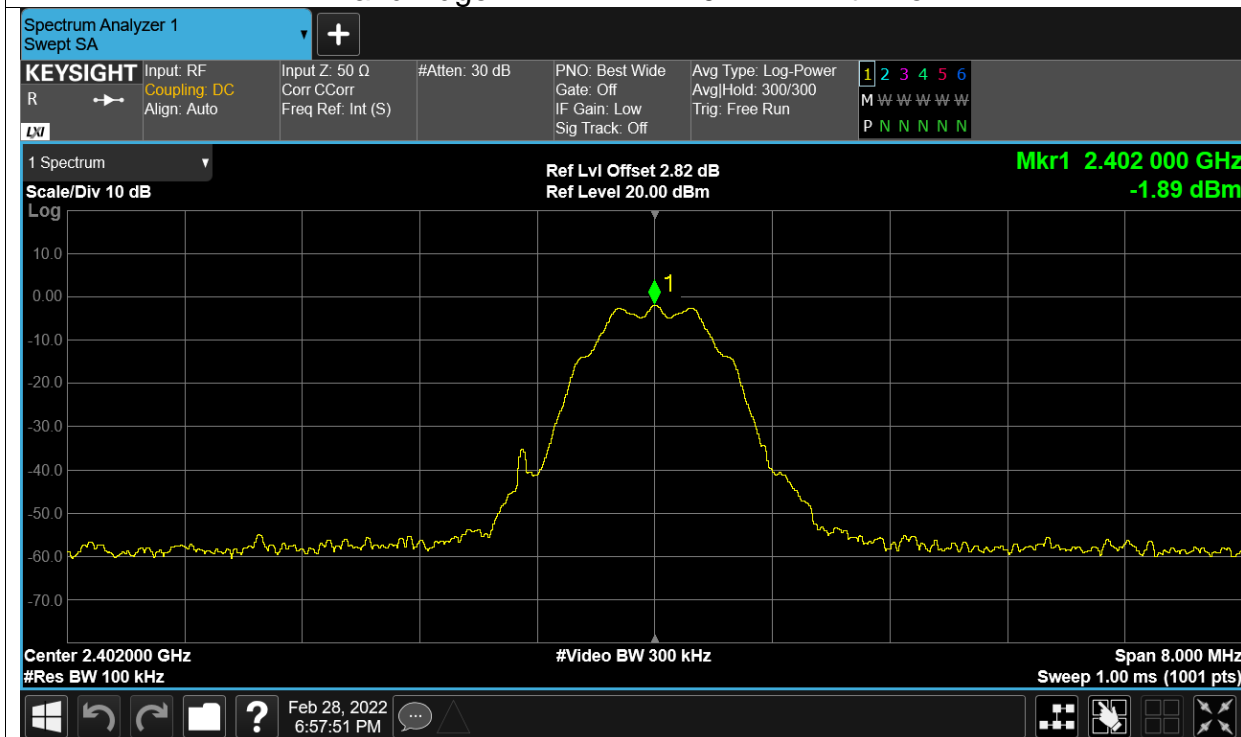 Spectrum Analyzer 1
Swept SA
KEYSIGHT
R
LXI
Input: RF
Coupling: DC
Align: Auto
Input Z: 50 Ω
Corr CCorr
Freq Ref: Int (S)
#Atten: 30 dB
PNO: Best Wide
Gate: Off
IF Gain: Low
Sig Track: Off
Avg Type: Log-Power
Avg|Hold: 300/300
Trig: Free Run
1 2 3 4 5 6
M W W W W W
P N N N N N
1 Spectrum
Scale/Div 10 dB
Log
Ref Lvl Offset 2.82 dB
Ref Level 20.00 dBm
Mkr1 2.402 000 GHz
-1.89 dBm
1
10.0
0.00
-10.0
-20.0
-30.0
-40.0
-50.0
-60.0
-70.0
Center 2.402000 GHz
#Res BW 100 kHz
#Video BW 300 kHz
Span 8.000 MHz
Sweep 1.00 ms (1001 pts)
?
Feb 28, 2022
6:57:51 PM